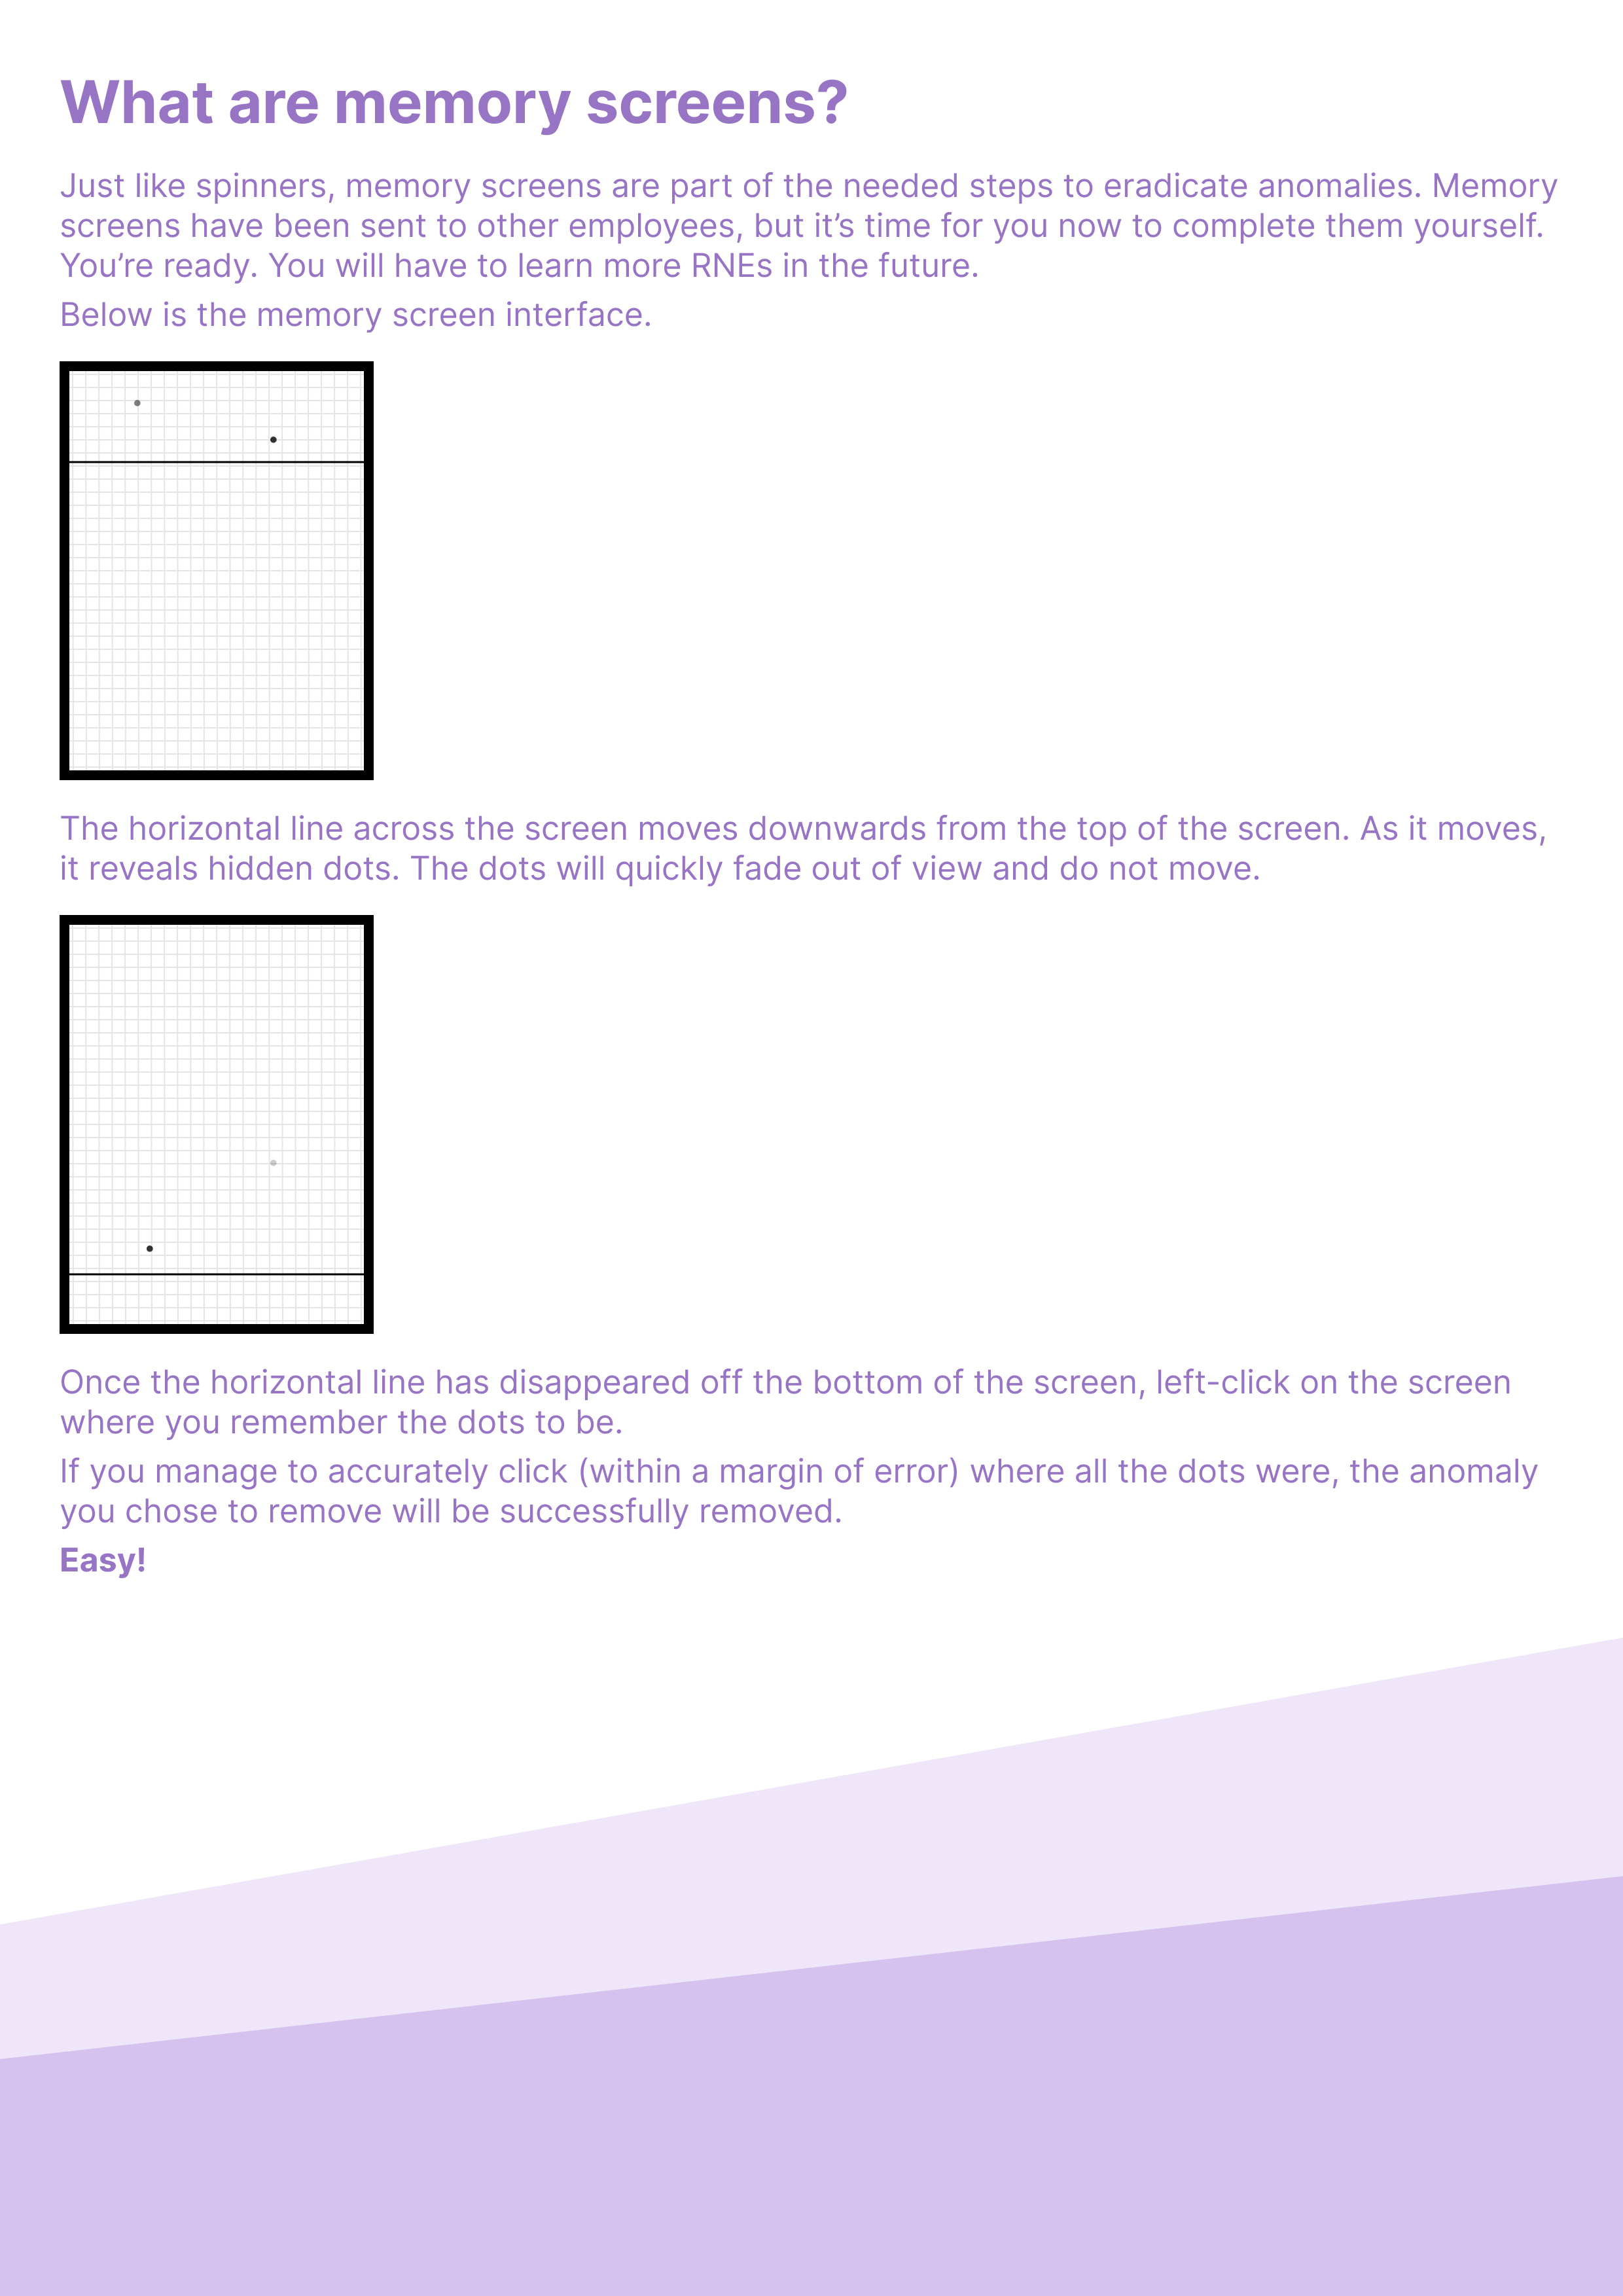 What are memory screens?
Just like spinners, memory screens are part of the needed steps to eradicate anomalies. Memory
screens have been sent to other employees, but it’s time for you now to complete them yourself.
You’re ready. You will have to learn more RNEs in the future.
Below is the memory screen interface.
The horizontal line across the screen moves downwards from the top of the screen. As it moves,
it reveals hidden dots. The dots will quickly fade out of view and do not move.
Once the horizontal line has disappeared off the bottom of the screen, left-click on the screen
where you remember the dots to be.
If you manage to accurately click (within a margin of error) where all the dots were, the anomaly
you chose to remove will be successfully removed.
Easy!